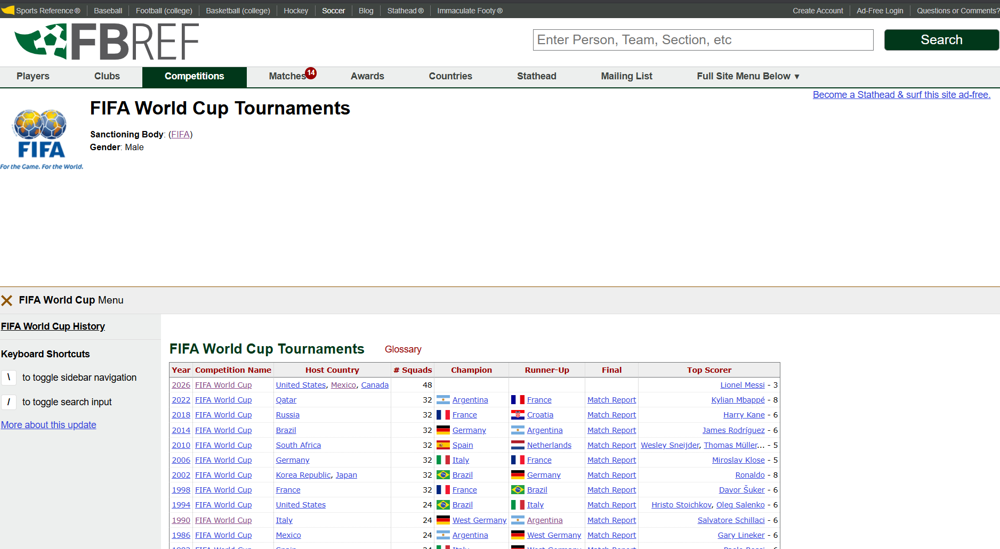 Sports Reference ® Baseball Football (college) Basketball (college) Hockey Soccer Blog Stathead ® Immaculate Footy ® Create Account Ad-Free Login Questions or Comments?
FBREF
Enter Person, Team, Section, etc Search
Players Clubs Competitions Matches 14 Awards Countries Stathead Mailing List Full Site Menu Below ▼
Become a Stathead & surf this site ad-free.
FIFA
For the Game. For the World.
FIFA World Cup Tournaments
Sanctioning Body: (FIFA)
Gender: Male
FIFA World Cup Menu
FIFA World Cup History
Keyboard Shortcuts
\ to toggle sidebar navigation
/ to toggle search input
More about this update
FIFA World Cup Tournaments Glossary
Year Competition Name Host Country # Squads Champion Runner-Up Final Top Scorer
2026 FIFA World Cup United States, Mexico, Canada 48 Lionel Messi - 3
2022 FIFA World Cup Qatar 32 Argentina France Match Report Kylian Mbappé - 8
2018 FIFA World Cup Russia 32 France Croatia Match Report Harry Kane - 6
2014 FIFA World Cup Brazil 32 Germany Argentina Match Report James Rodríguez - 6
2010 FIFA World Cup South Africa 32 Spain Netherlands Match Report Wesley Sneijder, Thomas Müller... - 5
2006 FIFA World Cup Germany 32 Italy France Match Report Miroslav Klose - 5
2002 FIFA World Cup Korea Republic, Japan 32 Brazil Germany Match Report Ronaldo - 8
1998 FIFA World Cup France 32 France Brazil Match Report Davor Šuker - 6
1994 FIFA World Cup United States 24 Brazil Italy Match Report Hristo Stoichkov, Oleg Salenko - 6
1990 FIFA World Cup Italy 24 West Germany Argentina Match Report Salvatore Schillaci - 6
1986 FIFA World Cup Mexico 24 Argentina West Germany Match Report Gary Lineker - 6